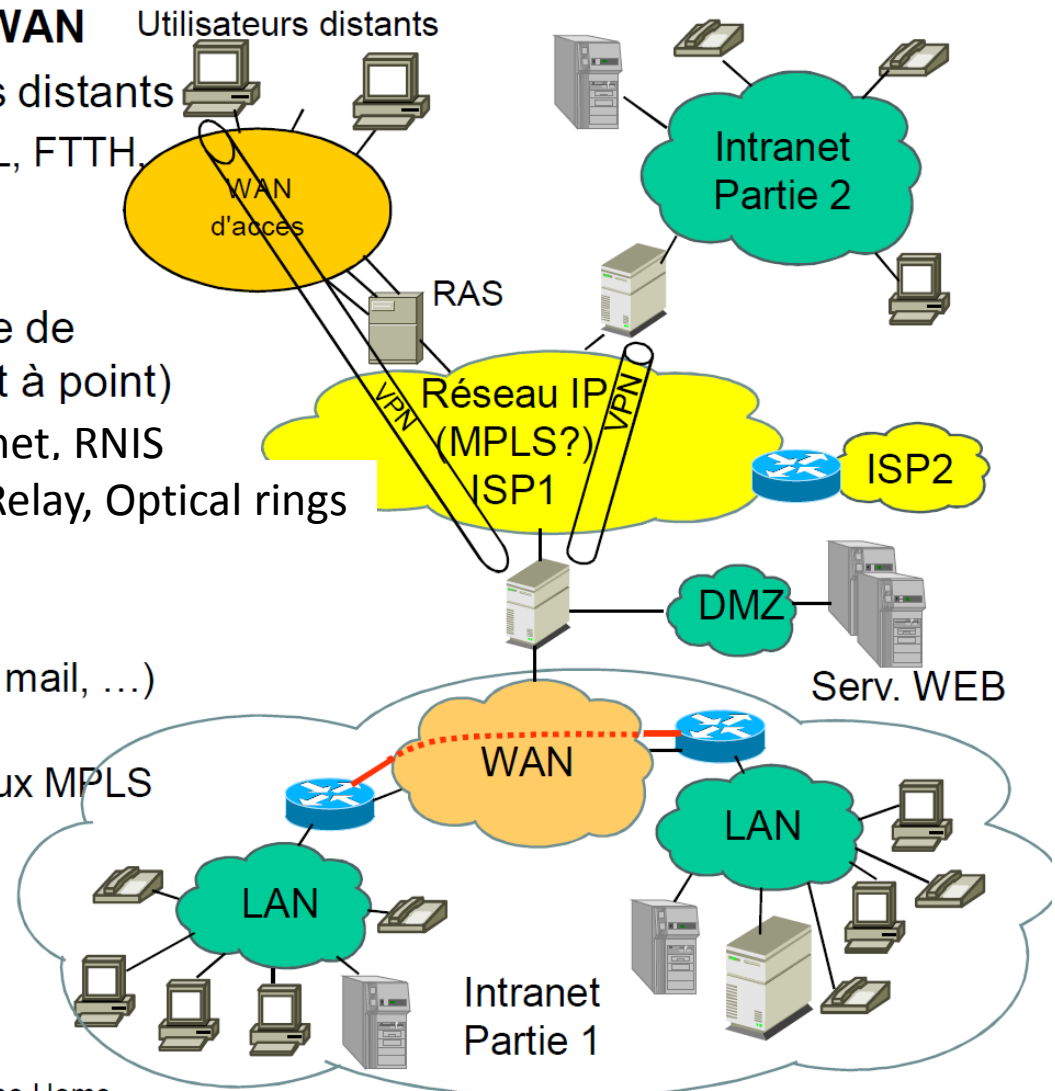 WAN
Utilisateurs distants
s distants
L, FTTH,
WAN
d'accès
Intranet
Partie 2
RAS
e de
t à point)
net, RNIS
Relay, Optical rings
VPN
Réseau IP
(MPLS?)
ISP1
VPN
ISP2
DMZ
mail, …)
Serv. WEB
WAN
ux MPLS
LAN
LAN
Intranet
Partie 1